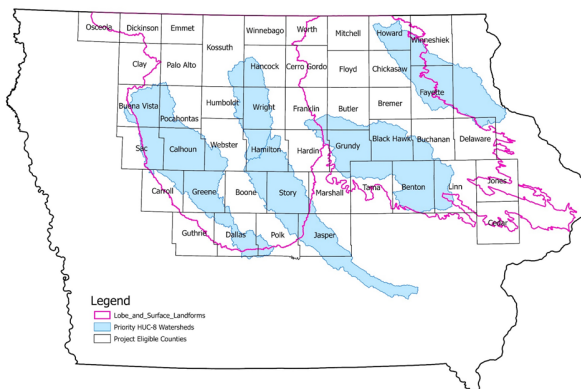 Osceola Dickinson Emmet Winnebago Worth Mitchell Howard Winneshiek
Kossuth
Clay Palo Alto Hancock Cerro Gordo Floyd Chickasaw
Fayette
Buena Vista Pocahontas Humboldt Wright Franklin Butler Bremer
Sac Calhoun Webster Hamilton Hardin Grundy Black Hawk Buchanan Delaware
Carroll Greene Boone Story Marshall Tama Benton Linn Jones
Cedar
Guthrie Dallas Polk Jasper
Legend
Lobe_and_Surface_Landforms
Priority HUC-8 Watersheds
Project Eligible Counties